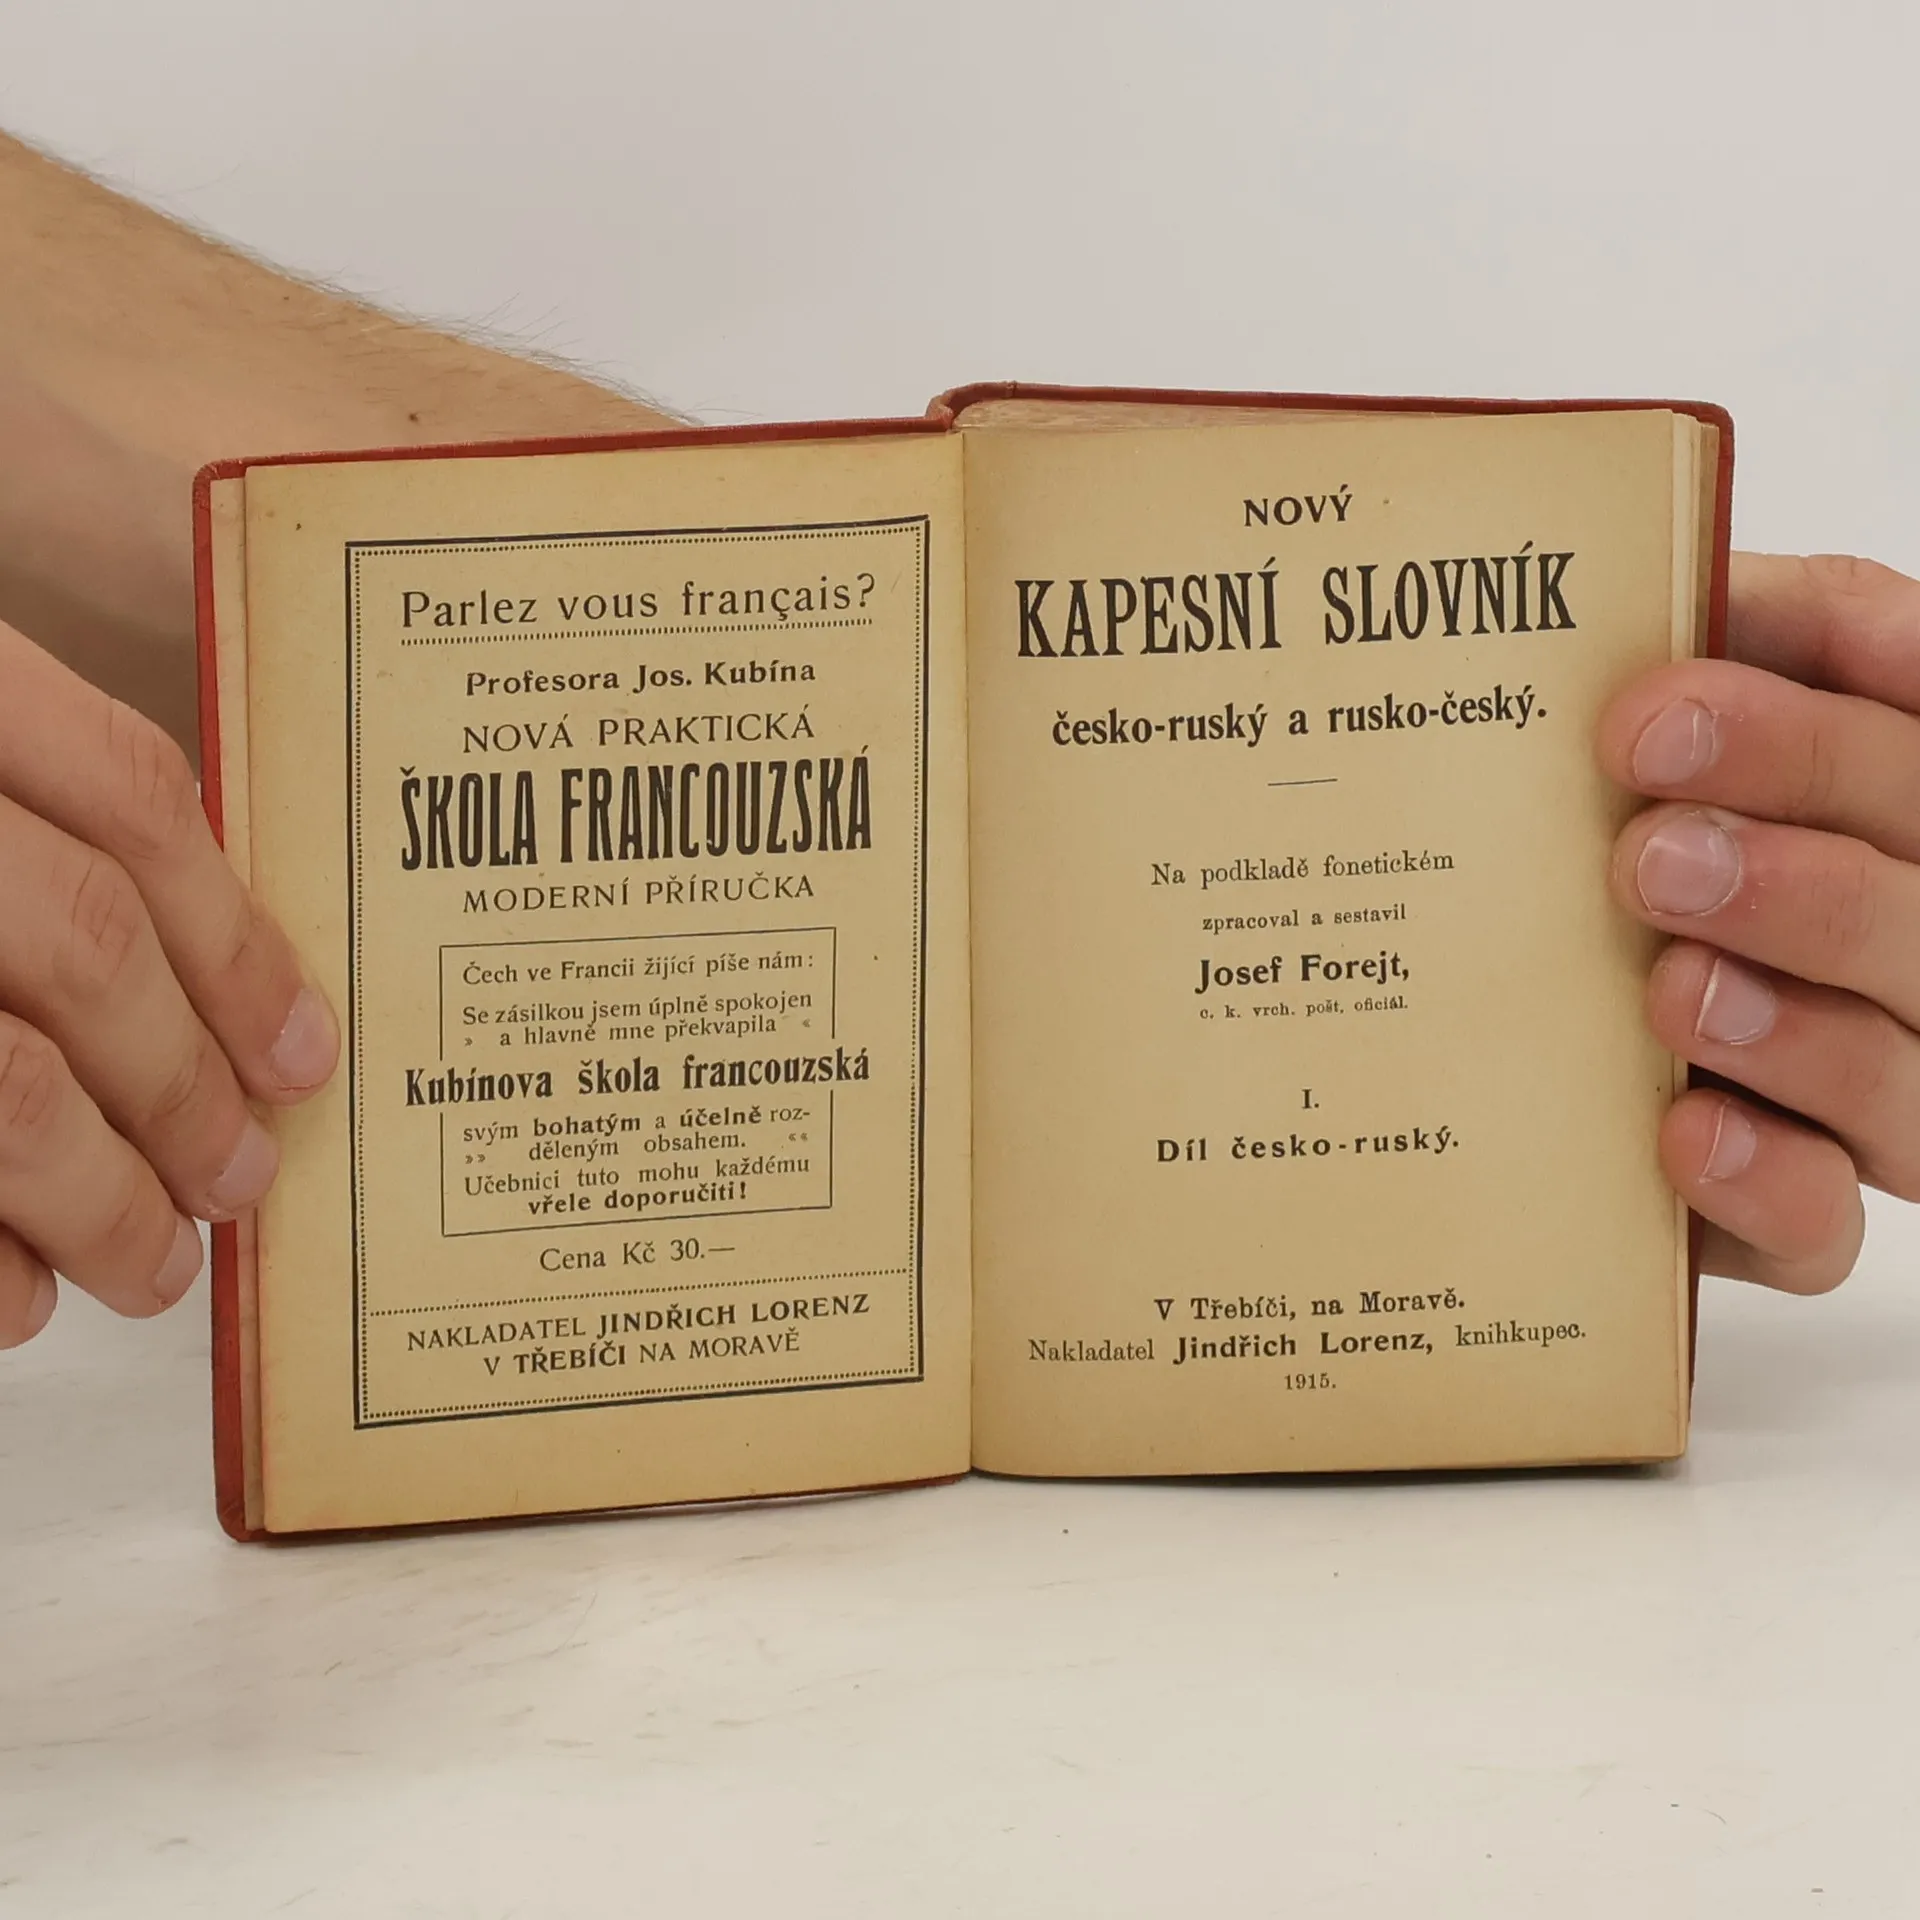 Parlez vous français?
Profesora Jos. Kubína
NOVÁ PRAKTICKÁ
ŠKOLA FRANCOUZSKÁ
MODERNÍ PŘÍRUČKA
Čech ve Francii žijící píše nám:
Se zásilkou jsem úplně spokojen
» a hlavně mne překvapila «
Kubínova škola francouzská
svým bohatým a účelně roz-
»» děleným obsahem. ««
Učebnici tuto mohu každému
vřele doporučiti!
Cena Kč 30.—
NAKLADATEL JINDŘICH LORENZ
V TŘEBÍČI NA MORAVĚ
NOVÝ
KAPESNÍ SLOVNÍK
česko-ruský a rusko-český.
Na podkladě fonetickém
zpracoval a sestavil
Josef Forejt,
c. k. vrch. pošt. oficiál.
I.
Díl česko-ruský.
V Třebíči, na Moravě.
Nakladatel Jindřich Lorenz, knihkupec.
1915.